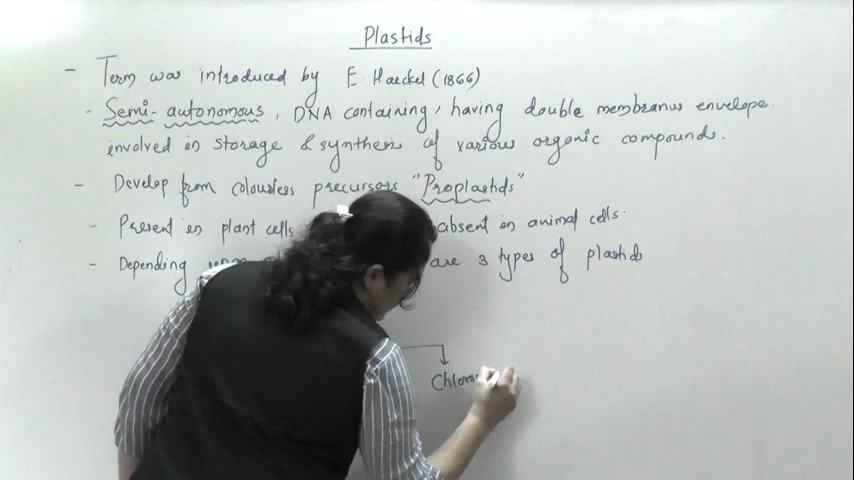 Plastids
- Term was introduced by E. Haeckel (1866)
- Semi-autonomous, DNA containing, having double membranus envelope
involved in storage & synthesis of various organic compounds.
- Develop from colourless precursors "Proplastids"
- Present in plant cells absent in animal cells.
- Depending are 3 types of plastids
Chloro